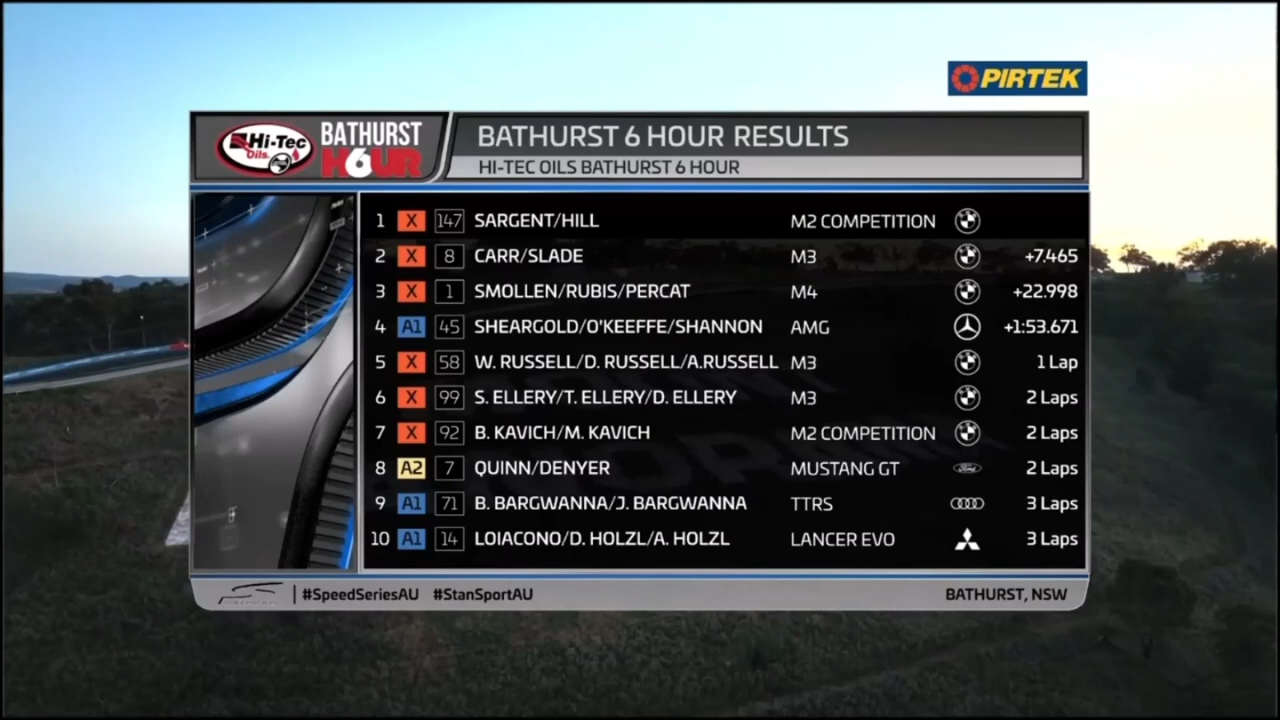 PIRTEK
Hi-Tec Oils BATHURST 6 HOUR
BATHURST 6 HOUR RESULTS
HI-TEC OILS BATHURST 6 HOUR
1 X 147 SARGENT/HILL M2 COMPETITION
2 X 8 CARR/SLADE M3 +7.465
3 X 1 SMOLLEN/RUBIS/PERCAT M4 +22.998
4 A1 45 SHEARGOLD/O'KEEFFE/SHANNON AMG +1:53.671
5 X 58 W. RUSSELL/D. RUSSELL/A.RUSSELL M3 1 Lap
6 X 99 S. ELLERY/T. ELLERY/D. ELLERY M3 2 Laps
7 X 92 B. KAVICH/M. KAVICH M2 COMPETITION 2 Laps
8 A2 7 QUINN/DENYER MUSTANG GT Ford 2 Laps
9 A1 71 B. BARGWANNA/J. BARGWANNA TTRS 3 Laps
10 A1 14 LOIACONO/D. HOLZL/A. HOLZL LANCER EVO 3 Laps
#SpeedSeriesAU #StanSportAU BATHURST, NSW